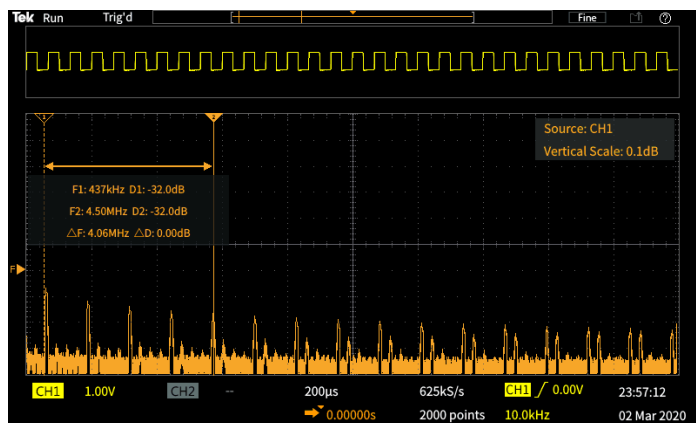 Tek Run Trig'd Fine
1 2
Source: CH1
Vertical Scale: 0.1dB
F1: 437kHz D1: -32.0dB
F2: 4.50MHz D2: -32.0dB
△F: 4.06MHz △D: 0.00dB
F
CH1 1.00V CH2 -- 200μs 625kS/s CH1 0.00V 23:57:12
0.00000s 2000 points 10.0kHz 02 Mar 2020